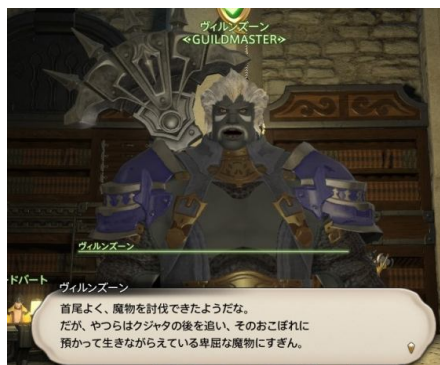 ヴィルンズーン
«GUILDMASTER»
ヴィルンズーン
ードバート
ヴィルンズーン
首尾よく、魔物を討伐できたようだな。
だが、やつらはクジャタの後を追い、そのおこぼれに
預かって生きながらえている卑屈な魔物にすぎん。